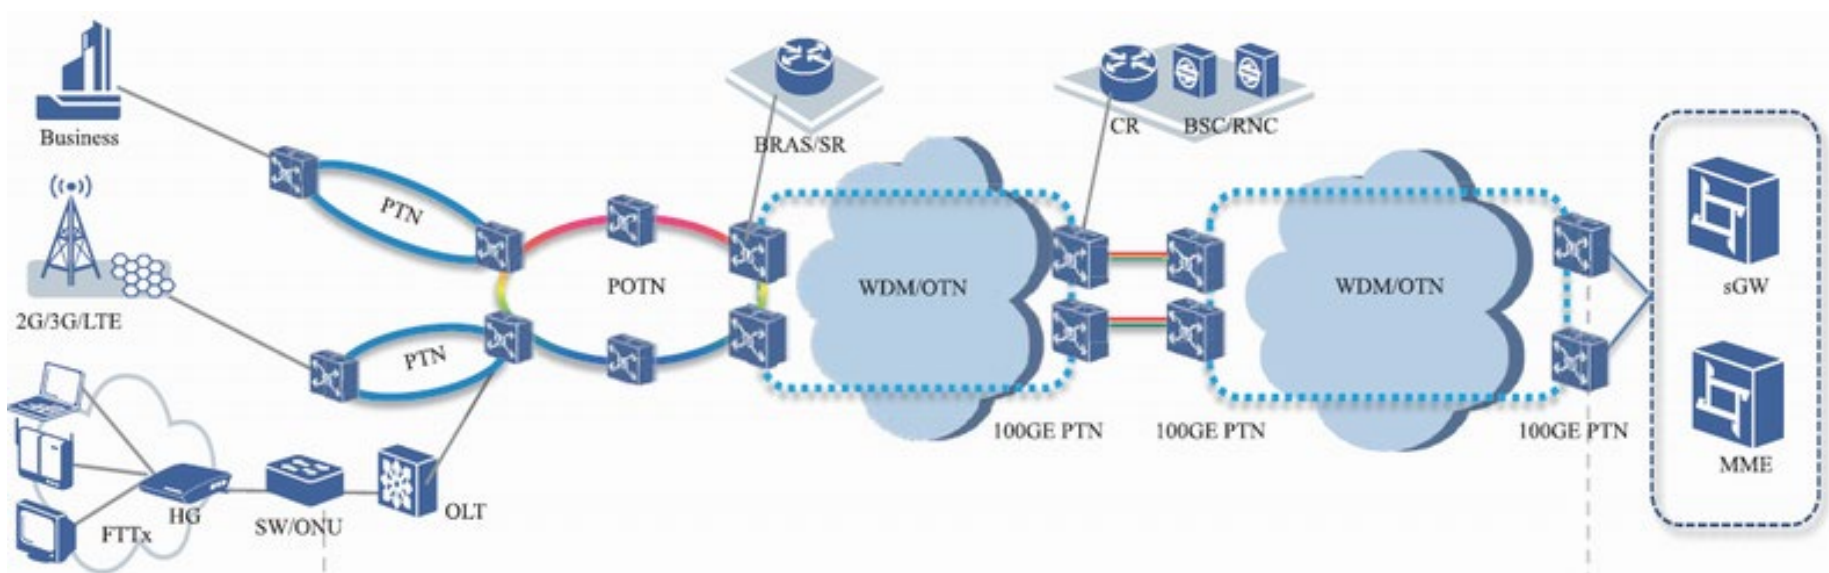 Business
2G/3G/LTE
FTTx
HG
SW/ONU
OLT
PTN
PTN
POTN
BRAS/SR
WDM/OTN
CR
BSC/RNC
100GE PTN
100GE PTN
WDM/OTN
100GE PTN
sGW
MME